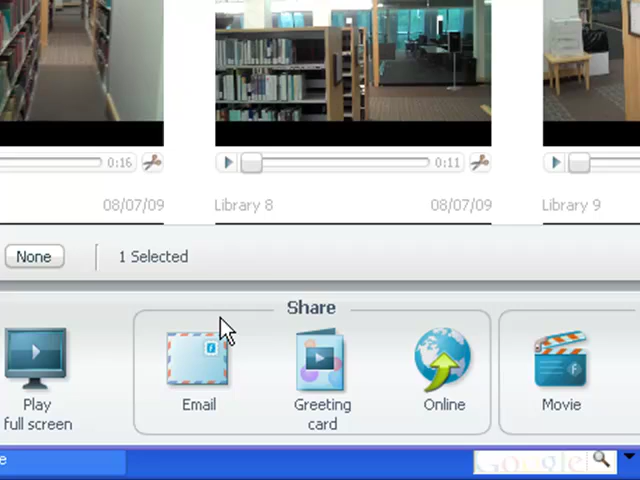 0:16
0:11
08/07/09
Library 8
08/07/09
Library 9
None
1 Selected
Share
Play
full screen
Email
Greeting
card
Online
Movie
e
Google